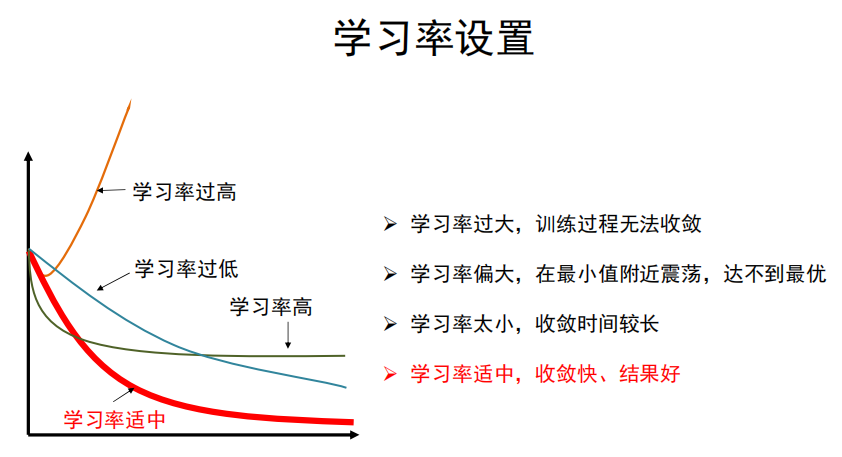 学习率设置
学习率过高
学习率过低
学习率高
学习率适中
学习率过大，训练过程无法收敛
学习率偏大，在最小值附近震荡，达不到最优
学习率太小，收敛时间较长
学习率适中，收敛快、结果好